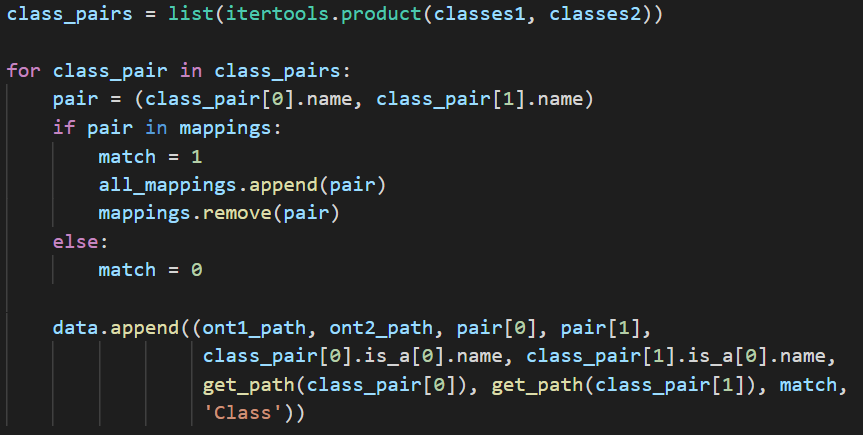 class_pairs = list(itertools.product(classes1, classes2))

for class_pair in class_pairs:
    pair = (class_pair[0].name, class_pair[1].name)
    if pair in mappings:
        match = 1
        all_mappings.append(pair)
        mappings.remove(pair)
    else:
        match = 0

    data.append((ont1_path, ont2_path, pair[0], pair[1],
                 class_pair[0].is_a[0].name, class_pair[1].is_a[0].name,
                 get_path(class_pair[0]), get_path(class_pair[1]), match,
                 'Class'))